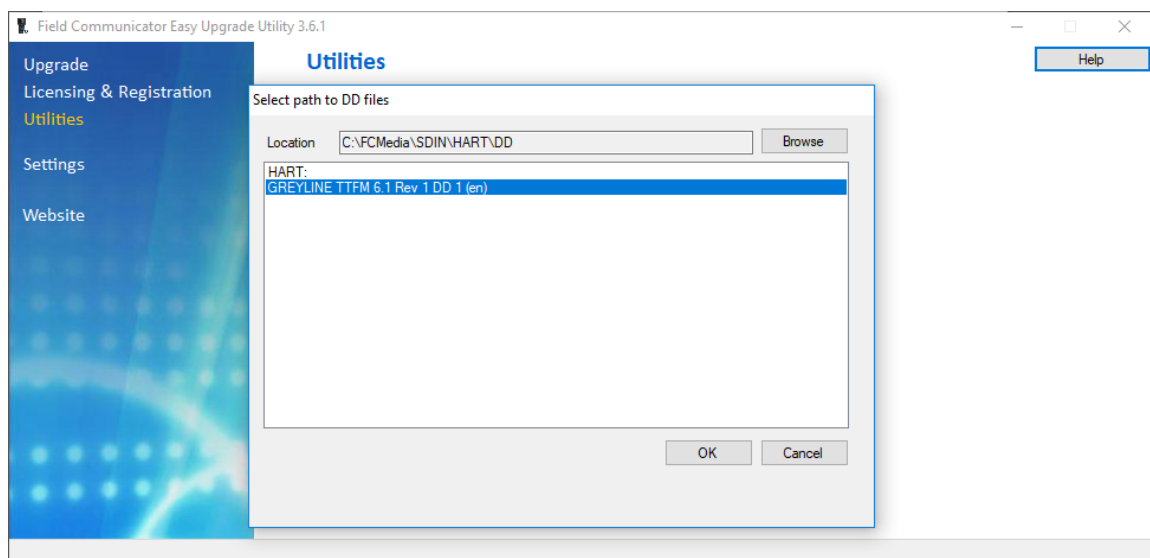 Field Communicator Easy Upgrade Utility 3.6.1
Upgrade
Licensing & Registration
Utilities
Settings
Website
Utilities
Help
Select path to DD files
Location C:\FCMedia\SDIN\HART\DD Browse
HART:
GREYLINE TTFM 6.1 Rev 1 DD 1 (en)
OK Cancel